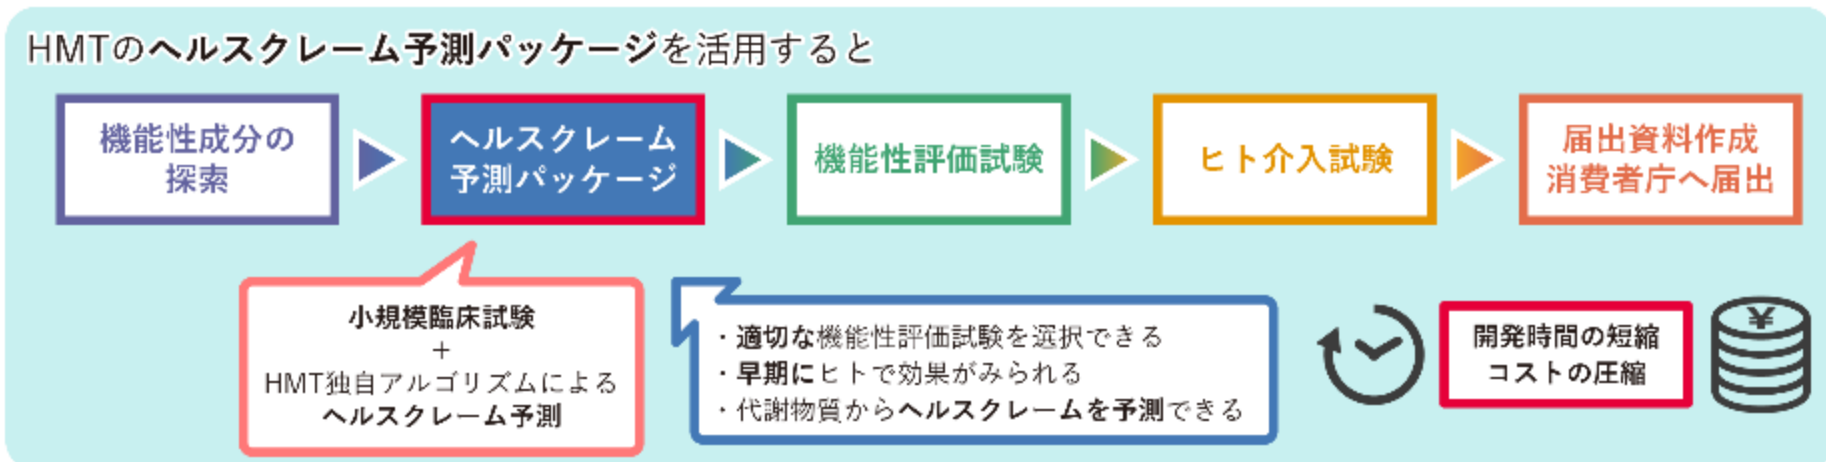 HMTのヘルスクレーム予測パッケージを活用すると
機能性成分の
探索
ヘルスクレーム
予測パッケージ
機能性評価試験
ヒト介入試験
届出資料作成
消費者庁へ届出
小規模臨床試験
+
HMT独自アルゴリズムによる
ヘルスクレーム予測
・適切な機能性評価試験を選択できる
・早期にヒトで効果がみられる
・代謝物質からヘルスクレームを予測できる
開発時間の短縮
コストの圧縮
¥